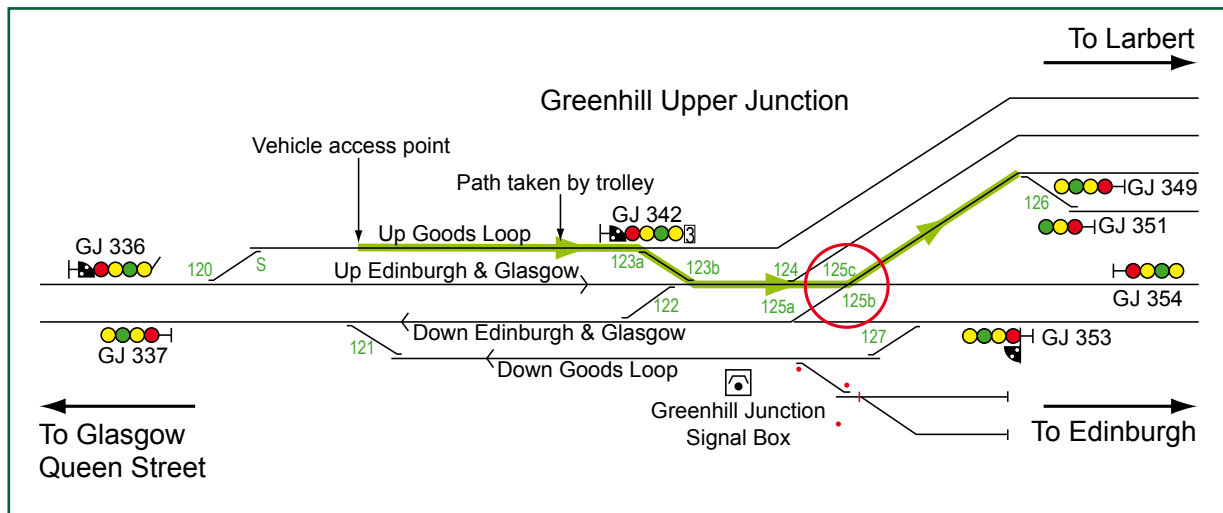 To Larbert
Greenhill Upper Junction
Vehicle access point
Path taken by trolley
GJ 349
GJ 342
126
3
GJ 351
Up Goods Loop
GJ 336
123a
120
S
123b
124
125c
Up Edinburgh & Glasgow
122
125a
125b
GJ 354
Down Edinburgh & Glasgow
127
GJ 353
GJ 337
121
Down Goods Loop
Greenhill Junction
Signal Box
To Glasgow
Queen Street
To Edinburgh